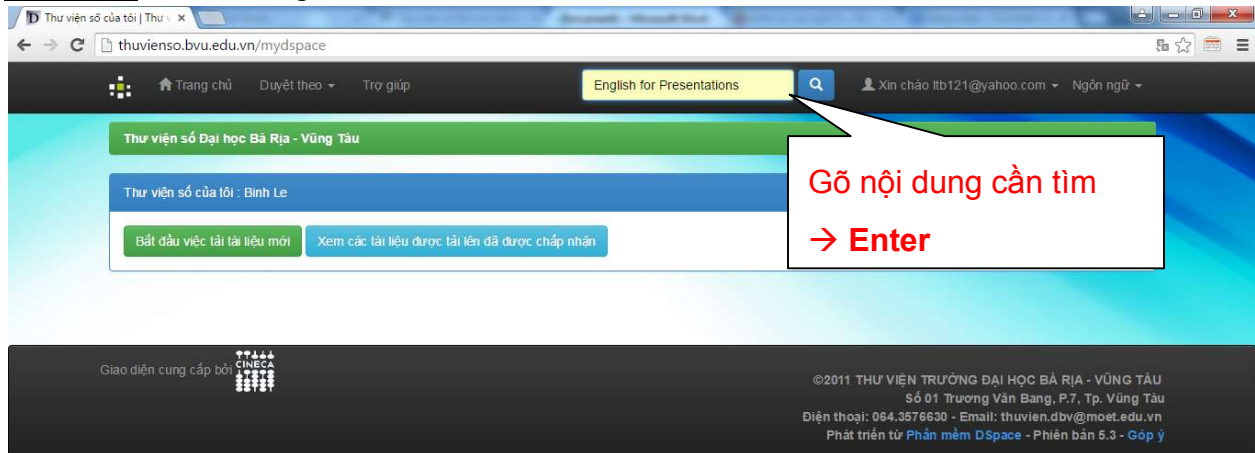 Thư viện số của tôi | Thư v
thuvienso.bvu.edu.vn/mydspace
Trang chủ Duyệt theo Trợ giúp English for Presentations Xin chào ltb121@yahoo.com Ngôn ngữ
Thư viện số Đại học Bà Rịa - Vũng Tàu
Thư viện số của tôi : Binh Le
Bắt đầu việc tải tài liệu mới Xem các tài liệu được tải lên đã được chấp nhận
Gõ nội dung cần tìm
→ Enter
Giao diện cung cấp bởi CINECA
©2011 THƯ VIỆN TRƯỜNG ĐẠI HỌC BÀ RỊA - VŨNG TÀU
Số 01 Trương Văn Bang, P.7, Tp. Vũng Tàu
Điện thoại: 064.3576630 - Email: thuvien.dbv@moet.edu.vn
Phát triển từ Phần mềm DSpace - Phiên bản 5.3 - Góp ý